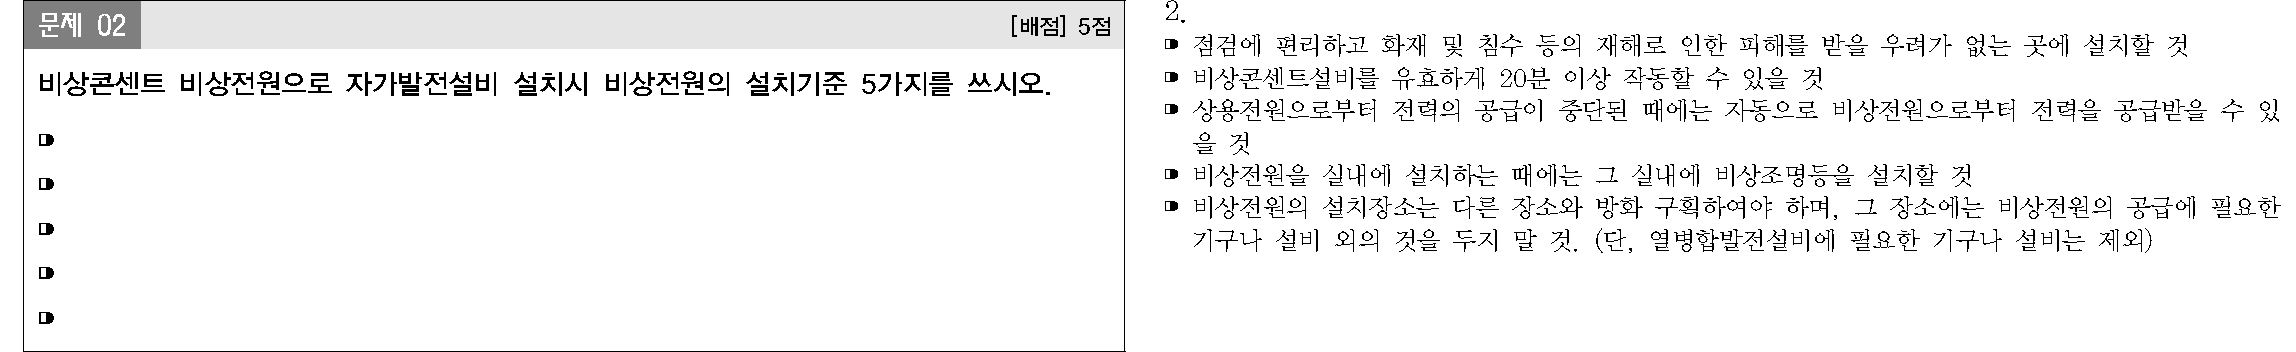 문제 02
[배점] 5점
비상콘센트 비상전원으로 자가발전설비 설치시 비상전원의 설치기준 5가지를 쓰시오.
2.
점검에 편리하고 화재 및 침수 등의 재해로 인한 피해를 받을 우려가 없는 곳에 설치할 것
비상콘센트설비를 유효하게 20분 이상 작동할 수 있을 것
상용전원으로부터 전력의 공급이 중단된 때에는 자동으로 비상전원으로부터 전력을 공급받을 수 있
을 것
비상전원을 실내에 설치하는 때에는 그 실내에 비상조명등을 설치할 것
비상전원의 설치장소는 다른 장소와 방화 구획하여야 하며, 그 장소에는 비상전원의 공급에 필요한
기구나 설비 외의 것을 두지 말 것. (단, 열병합발전설비에 필요한 기구나 설비는 제외)